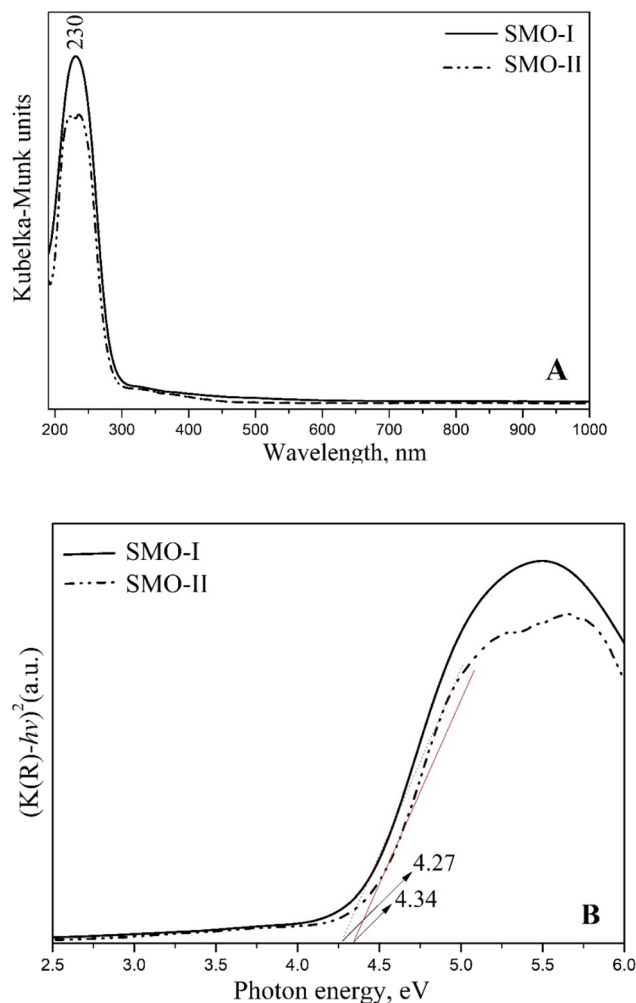 230
SMO-I
SMO-II
Kubelka-Munk units
A
200 300 400 500 600 700 800 900 1000
Wavelength, nm
SMO-I
SMO-II
(K(R)-hν)²(a.u.)
4.27
4.34
B
2.5 3.0 3.5 4.0 4.5 5.0 5.5 6.0
Photon energy, eV